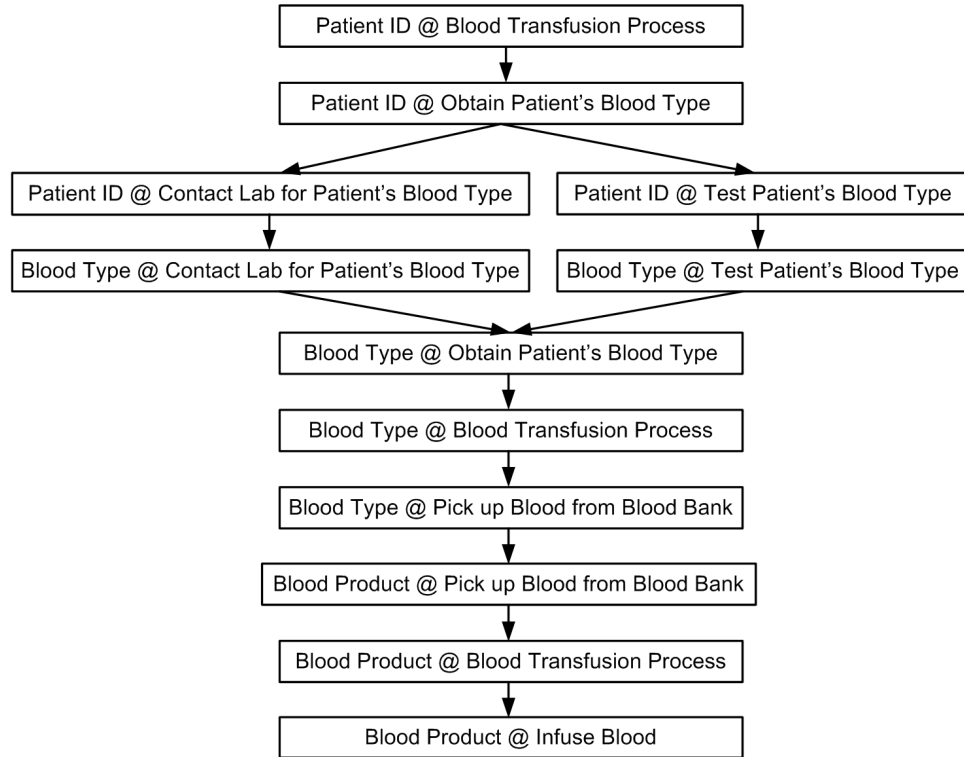 Patient ID @ Blood Transfusion Process
Patient ID @ Obtain Patient’s Blood Type
Patient ID @ Contact Lab for Patient’s Blood Type
Patient ID @ Test Patient’s Blood Type
Blood Type @ Contact Lab for Patient’s Blood Type
Blood Type @ Test Patient’s Blood Type
Blood Type @ Obtain Patient’s Blood Type
Blood Type @ Blood Transfusion Process
Blood Type @ Pick up Blood from Blood Bank
Blood Product @ Pick up Blood from Blood Bank
Blood Product @ Blood Transfusion Process
Blood Product @ Infuse Blood